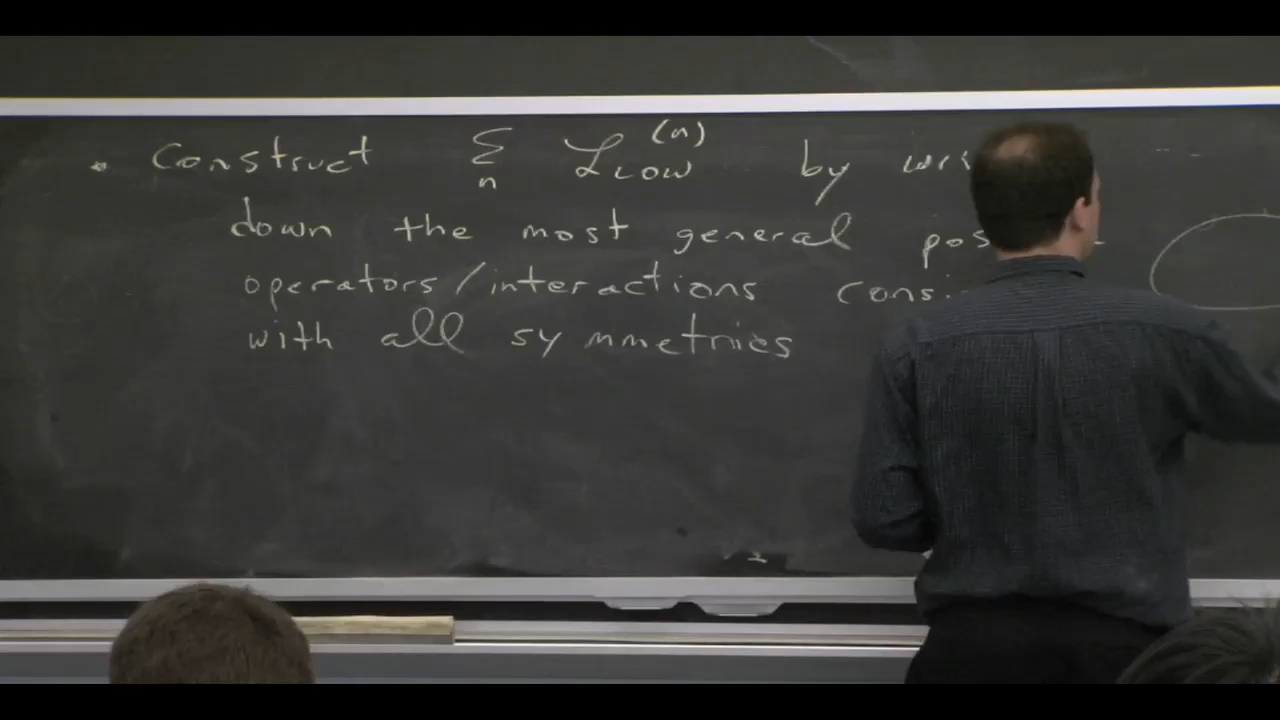 • Construct Σ_n ℒ_LOW^(n) by
down the most general
operators/interactions
with all symmetries